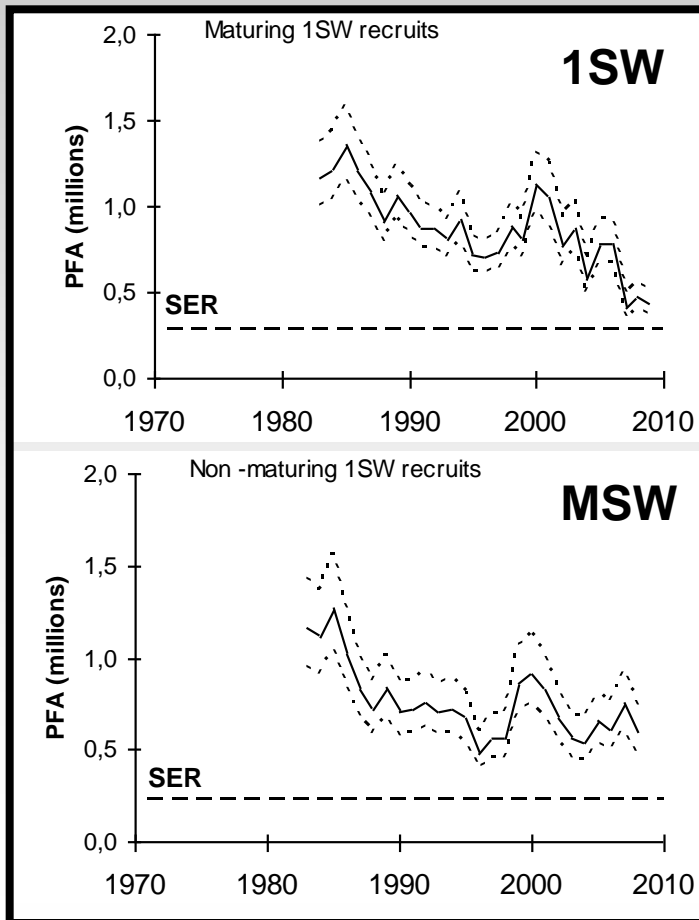 Maturing 1SW recruits
1SW
PFA (millions)
2,0
1,5
1,0
0,5
0,0
SER
1970 1980 1990 2000 2010
Non -maturing 1SW recruits
MSW
PFA (millions)
2,0
1,5
1,0
0,5
0,0
SER
1970 1980 1990 2000 2010